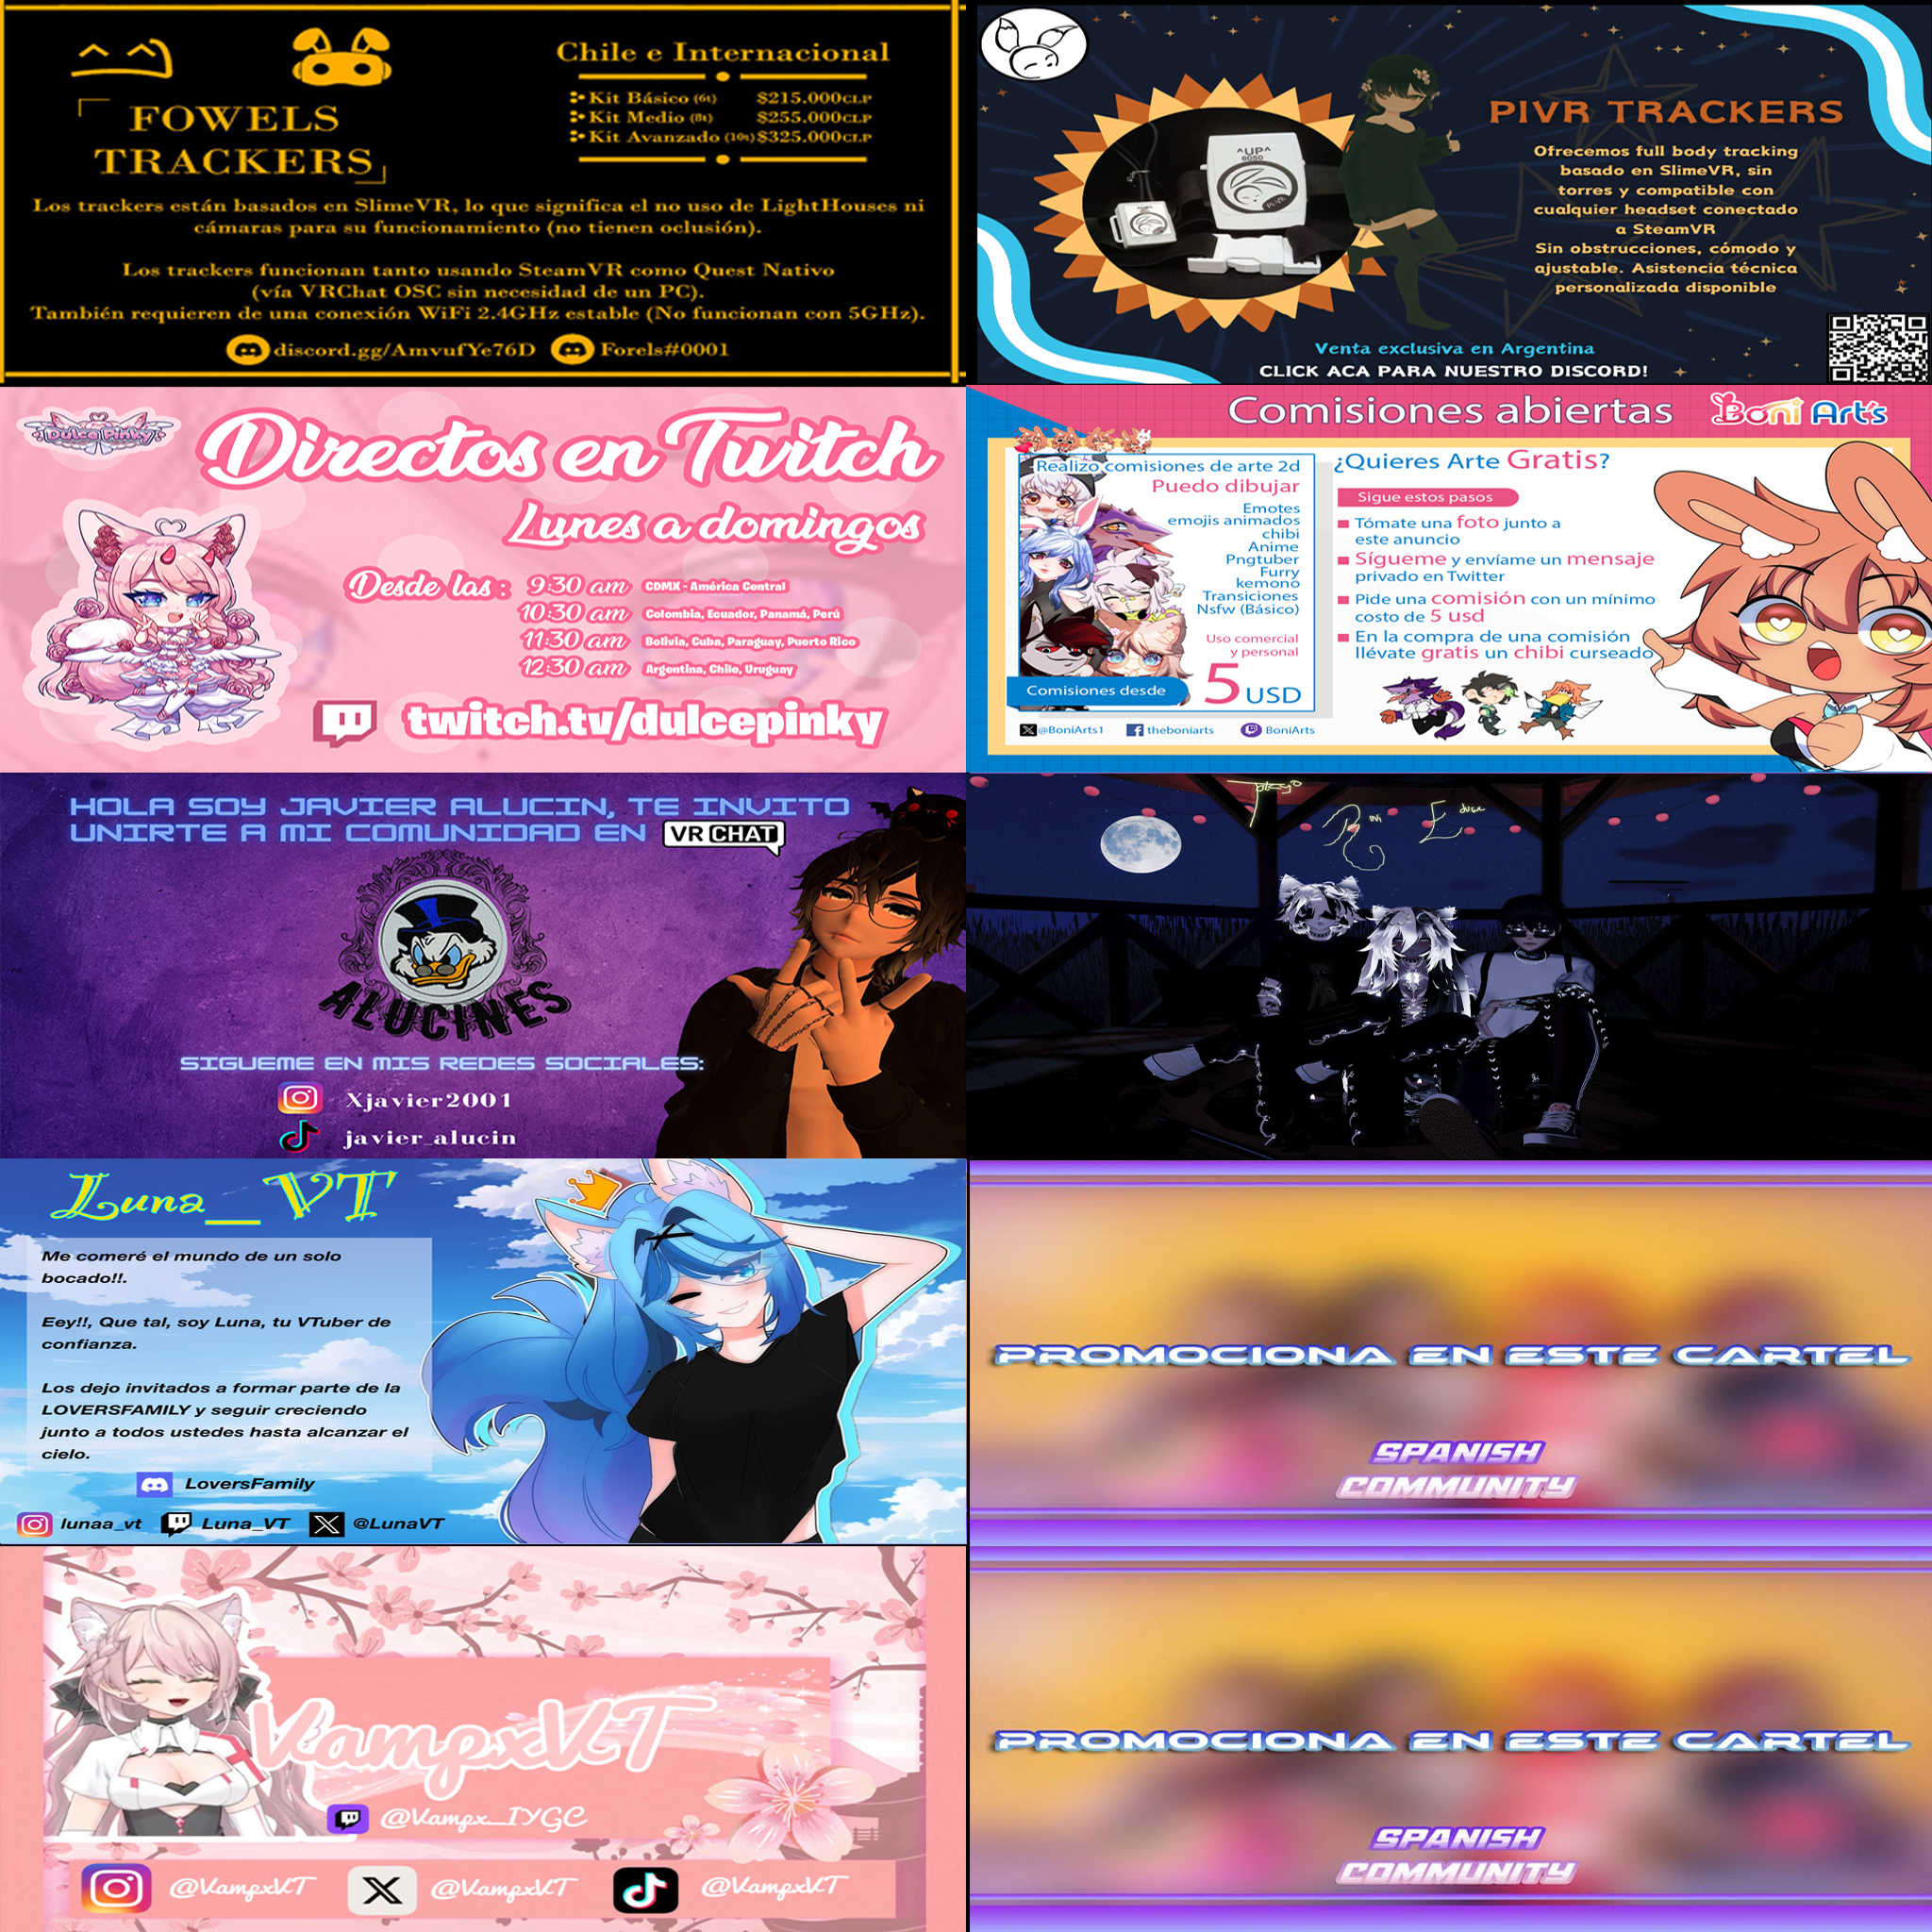 FOWELS
TRACKERS
Chile e Internacional
Kit Básico (6t) $215.000CLP
Kit Medio (8t) $255.000CLP
Kit Avanzado (10t) $325.000CLP
Los trackers están basados en SlimeVR, lo que significa el no uso de LightHouses ni
cámaras para su funcionamiento (no tienen oclusión).
Los trackers funcionan tanto usando SteamVR como Quest Nativo
(vía VRChat OSC sin necesidad de un PC).
También requieren de una conexión WiFi 2.4GHz estable (No funcionan con 5GHz).
discord.gg/AmvufYe76D Forels#0001
^UP^
6050
PIVR TRACKERS
Ofrecemos full body tracking
basado en SlimeVR, sin
torres y compatible con
cualquier headset conectado
a SteamVR
Sin obstrucciones, cómodo y
ajustable. Asistencia técnica
personalizada disponible
Venta exclusiva en Argentina
CLICK ACA PARA NUESTRO DISCORD!
Dulce Pinky
Directos en Twitch
Lunes a domingos
Desde las : 9:30 am CDMX - América Central
10:30 am Colombia, Ecuador, Panamá, Perú
11:30 am Bolivia, Cuba, Paraguay, Puerto Rico
12:30 am Argentina, Chile, Uruguay
twitch.tv/dulcepinky
Comisiones abiertas
Boni Art's
Realizo comisiones de arte 2d
Puedo dibujar
Emotes
emojis animados
chibi
Anime
Pngtuber
Furry
kemono
Transiciones
Nsfw (Básico)
Uso comercial
y personal
Comisiones desde
5 USD
@BoniArts1 theboniarts BoniArts
¿Quieres Arte Gratis?
Sigue estos pasos
Tómate una foto junto a
este anuncio
Sígueme y envíame un mensaje
privado en Twitter
Pide una comisión con un mínimo
costo de 5 usd
En la compra de una comisión
llévate gratis un chibi curseado
HOLA SOY JAVIER ALUCIN, TE INVITO
UNIRTE A MI COMUNIDAD EN VRCHAT
ALUCINES
SIGUEME EN MIS REDES SOCIALES:
Xjavier2001
javier_alucin
Luna_VT
Me comeré el mundo de un solo
bocado!!.
Eey!!, Que tal, soy Luna, tu VTuber de
confianza.
Los dejo invitados a formar parte de la
LOVERSFAMILY y seguir creciendo
junto a todos ustedes hasta alcanzar el
cielo.
LoversFamily
lunaa_vt Luna_VT @LunaVT
PROMOCIONA EN ESTE CARTEL
SPANISH
COMMUNITY
VampxVT
@Vampx_IYGC
@VampxVT @VampxVT @VampxVT
PROMOCIONA EN ESTE CARTEL
SPANISH
COMMUNITY